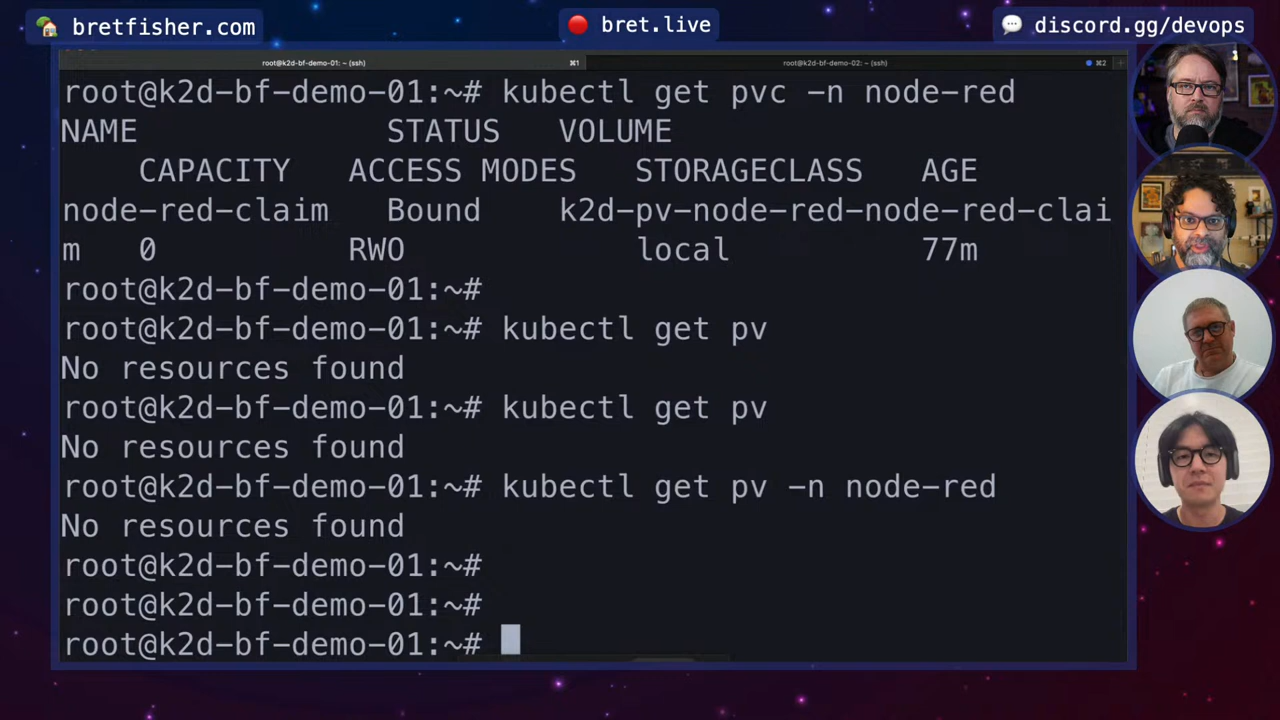 bretfisher.com
bret.live
discord.gg/devops
root@k2d-bf-demo-01: ~ (ssh)
⌘1
root@k2d-bf-demo-02: ~ (ssh)
⌘2
root@k2d-bf-demo-01:~# kubectl get pvc -n node-red
NAME STATUS VOLUME
CAPACITY ACCESS MODES STORAGECLASS AGE
node-red-claim Bound k2d-pv-node-red-node-red-clai
m 0 RWO local 77m
root@k2d-bf-demo-01:~#
root@k2d-bf-demo-01:~# kubectl get pv
No resources found
root@k2d-bf-demo-01:~# kubectl get pv
No resources found
root@k2d-bf-demo-01:~# kubectl get pv -n node-red
No resources found
root@k2d-bf-demo-01:~#
root@k2d-bf-demo-01:~#
root@k2d-bf-demo-01:~#